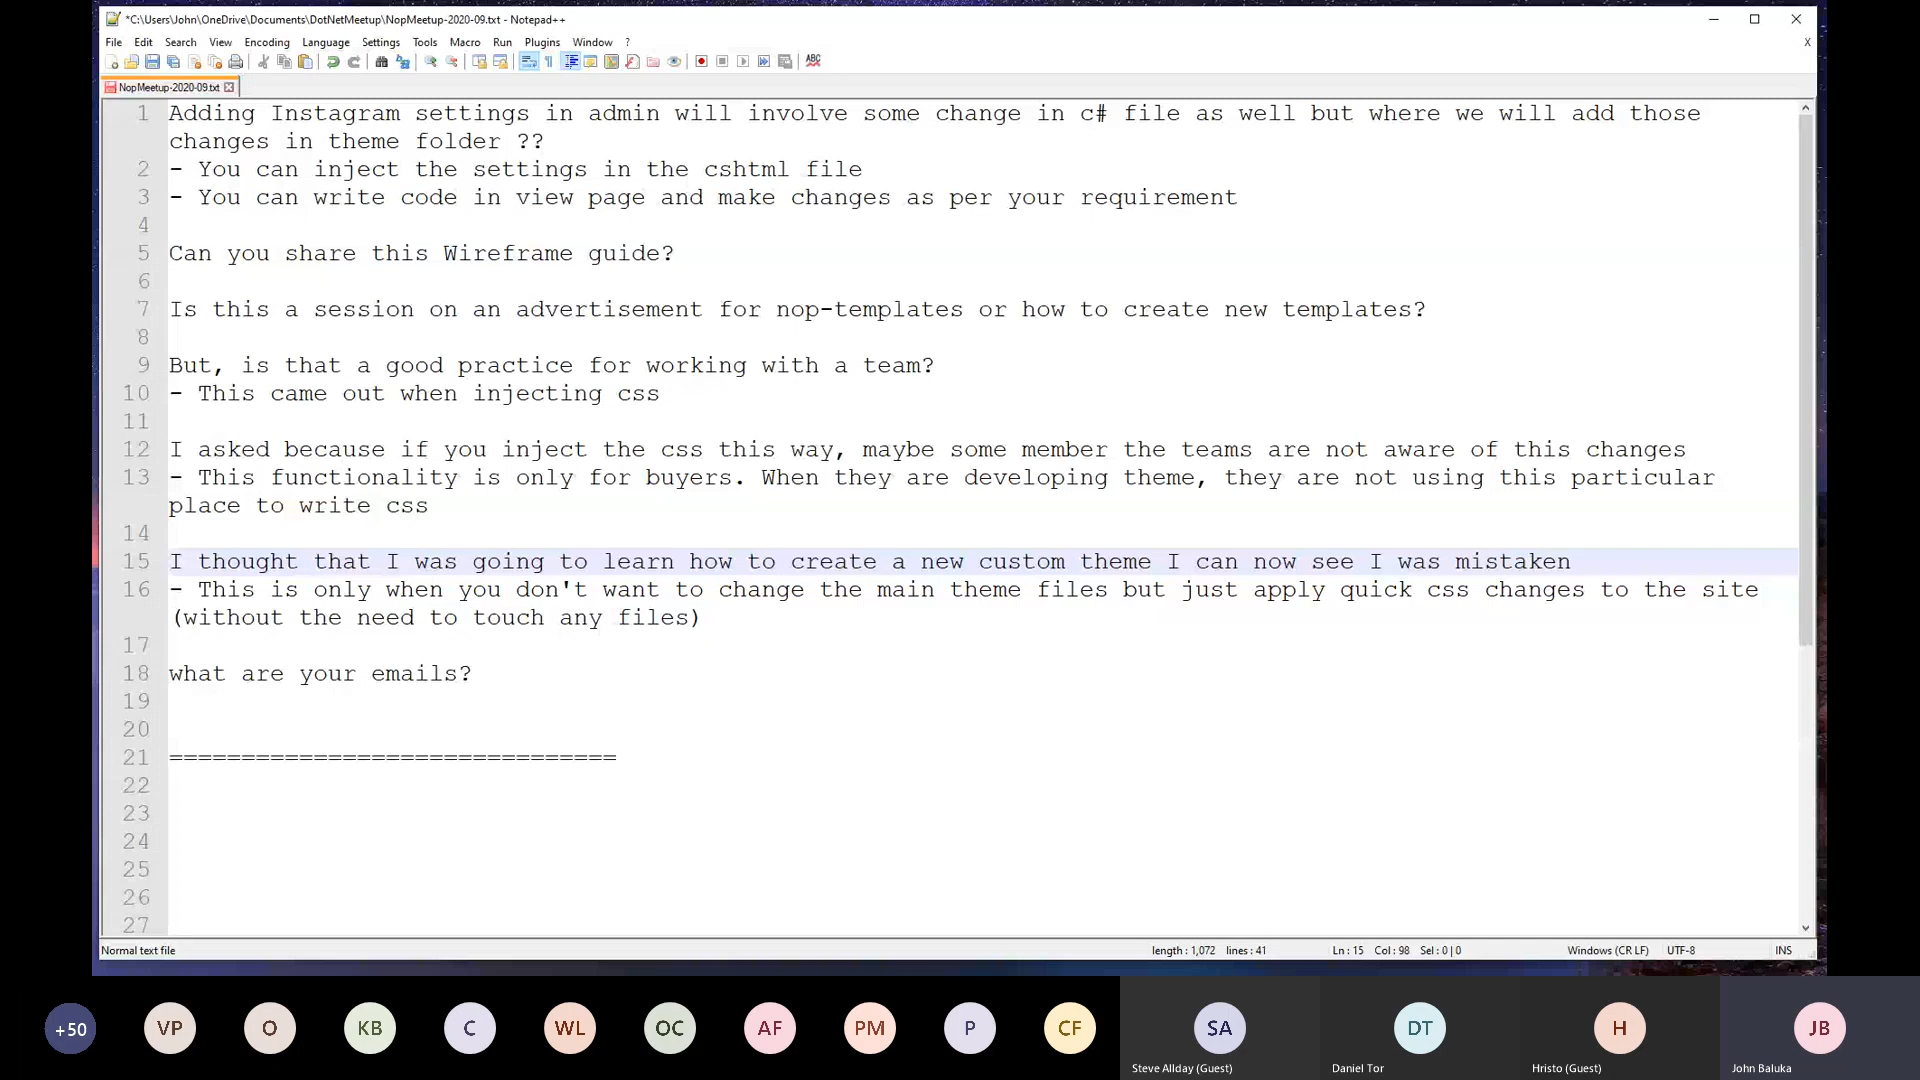 *C:\Users\John\OneDrive\Documents\DotNetMeetup\NopMeetup-2020-09.txt - Notepad++
File Edit Search View Encoding Language Settings Tools Macro Run Plugins Window ? X
ABC
NopMeetup-2020-09.txt
1 Adding Instagram settings in admin will involve some change in c# file as well but where we will add those
changes in theme folder ??
2 - You can inject the settings in the cshtml file
3 - You can write code in view page and make changes as per your requirement
4
5 Can you share this Wireframe guide?
6
7 Is this a session on an advertisement for nop-templates or how to create new templates?
8
9 But, is that a good practice for working with a team?
10 - This came out when injecting css
11
12 I asked because if you inject the css this way, maybe some member the teams are not aware of this changes
13 - This functionality is only for buyers. When they are developing theme, they are not using this particular
place to write css
14
15 I thought that I was going to learn how to create a new custom theme I can now see I was mistaken
16 - This is only when you don't want to change the main theme files but just apply quick css changes to the site
(without the need to touch any files)
17
18 what are your emails?
19
20
21 ===============================
22
23
24
25
26
27
Normal text file length : 1,072 lines : 41 Ln : 15 Col : 98 Sel : 0 | 0 Windows (CR LF) UTF-8 INS
+50 VP O KB C WL OC AF PM P CF SA DT H JB
Steve Allday (Guest) Daniel Tor Hristo (Guest) John Baluka